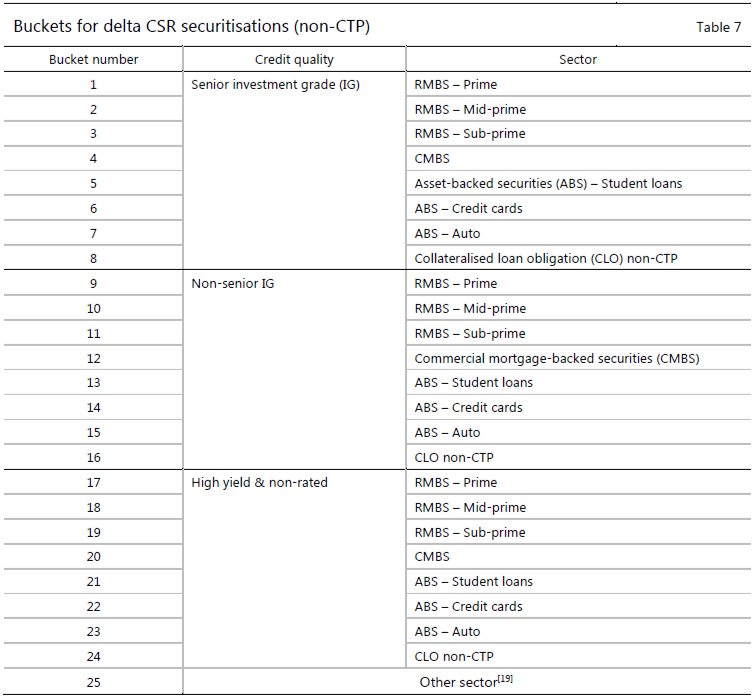 Buckets for delta CSR securitisations (non-CTP) Table 7
Bucket number Credit quality Sector
1 Senior investment grade (IG) RMBS – Prime
2 RMBS – Mid-prime
3 RMBS – Sub-prime
4 CMBS
5 Asset-backed securities (ABS) – Student loans
6 ABS – Credit cards
7 ABS – Auto
8 Collateralised loan obligation (CLO) non-CTP
9 Non-senior IG RMBS – Prime
10 RMBS – Mid-prime
11 RMBS – Sub-prime
12 Commercial mortgage-backed securities (CMBS)
13 ABS – Student loans
14 ABS – Credit cards
15 ABS – Auto
16 CLO non-CTP
17 High yield & non-rated RMBS – Prime
18 RMBS – Mid-prime
19 RMBS – Sub-prime
20 CMBS
21 ABS – Student loans
22 ABS – Credit cards
23 ABS – Auto
24 CLO non-CTP
25 Other sector[19]